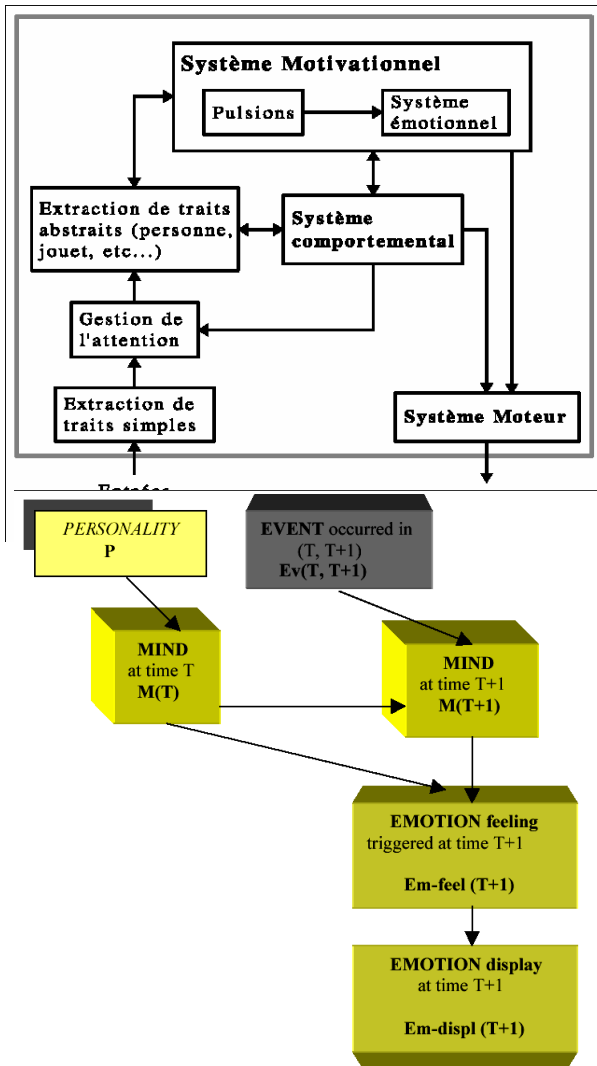 Système Motivationnel
Pulsions
Système
émotionnel
Extraction de traits
abstraits (personne,
jouet, etc...)
Système
comportemental
Gestion de
l'attention
Extraction de
traits simples
Système Moteur
PERSONALITY
P
EVENT occurred in
(T, T+1)
Ev(T, T+1)
MIND
at time T
M(T)
MIND
at time T+1
M(T+1)
EMOTION feeling
triggered at time T+1
Em-feel (T+1)
EMOTION display
at time T+1
Em-displ (T+1)